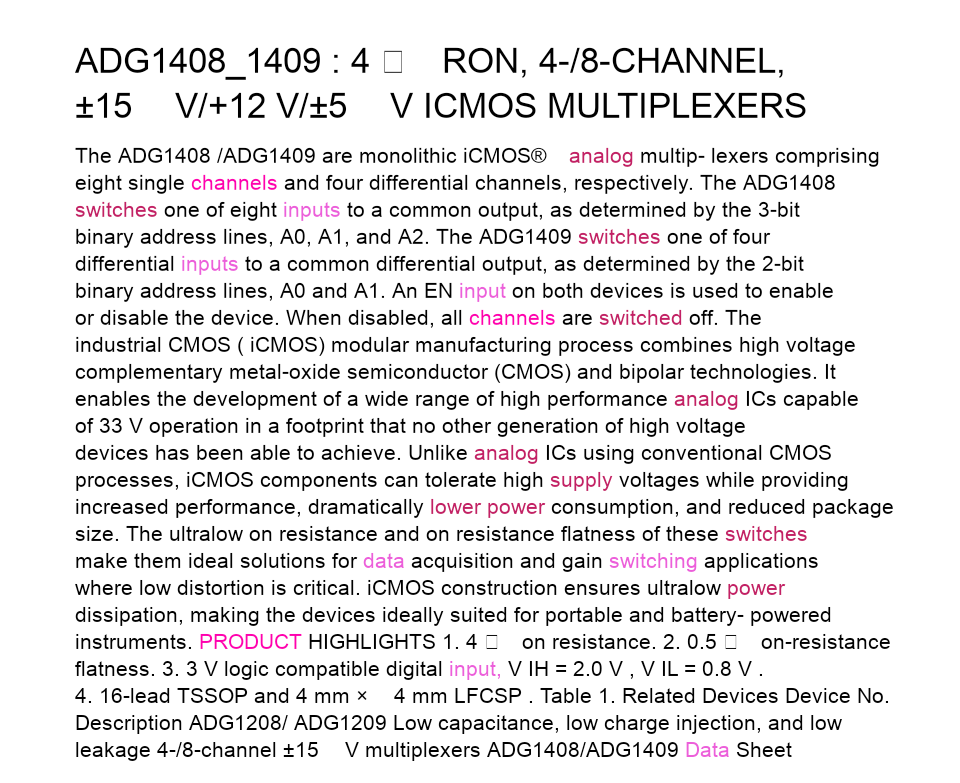 ADG1408_1409 : 4 □ RON, 4-/8-CHANNEL,
±15 V/+12 V/±5 V ICMOS MULTIPLEXERS
The ADG1408 /ADG1409 are monolithic iCMOS® analog multip- lexers comprising
eight single channels and four differential channels, respectively. The ADG1408
switches one of eight inputs to a common output, as determined by the 3-bit
binary address lines, A0, A1, and A2. The ADG1409 switches one of four
differential inputs to a common differential output, as determined by the 2-bit
binary address lines, A0 and A1. An EN input on both devices is used to enable
or disable the device. When disabled, all channels are switched off. The
industrial CMOS ( iCMOS) modular manufacturing process combines high voltage
complementary metal-oxide semiconductor (CMOS) and bipolar technologies. It
enables the development of a wide range of high performance analog ICs capable
of 33 V operation in a footprint that no other generation of high voltage
devices has been able to achieve. Unlike analog ICs using conventional CMOS
processes, iCMOS components can tolerate high supply voltages while providing
increased performance, dramatically lower power consumption, and reduced package
size. The ultralow on resistance and on resistance flatness of these switches
make them ideal solutions for data acquisition and gain switching applications
where low distortion is critical. iCMOS construction ensures ultralow power
dissipation, making the devices ideally suited for portable and battery- powered
instruments. PRODUCT HIGHLIGHTS 1. 4 □ on resistance. 2. 0.5 □ on-resistance
flatness. 3. 3 V logic compatible digital input, V IH = 2.0 V , V IL = 0.8 V .
4. 16-lead TSSOP and 4 mm × 4 mm LFCSP . Table 1. Related Devices Device No.
Description ADG1208/ ADG1209 Low capacitance, low charge injection, and low
leakage 4-/8-channel ±15 V multiplexers ADG1408/ADG1409 Data Sheet